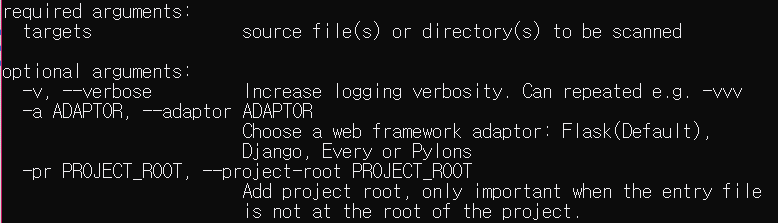 required arguments:
targets source file(s) or directory(s) to be scanned
optional arguments:
-v, --verbose Increase logging verbosity. Can repeated e.g. -vvv
-a ADAPTOR, --adaptor ADAPTOR
Choose a web framework adaptor: Flask(Default),
Django, Every or Pylons
-pr PROJECT_ROOT, --project-root PROJECT_ROOT
Add project root, only important when the entry file
is not at the root of the project.